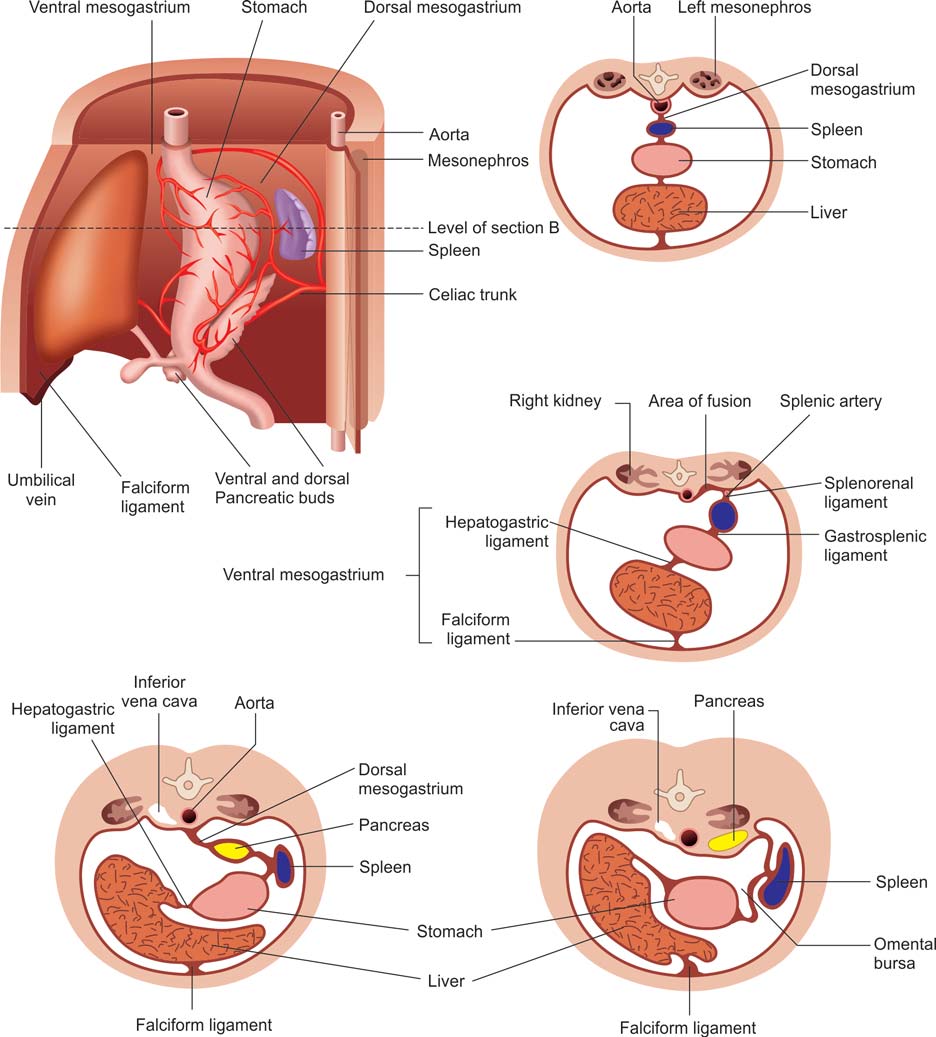 Ventral mesogastrium
Stomach
Dorsal mesogastrium
Aorta
Mesonephros
Level of section B
Spleen
Celiac trunk
Umbilical
vein
Falciform
ligament
Ventral and dorsal
Pancreatic buds
Aorta
Left mesonephros
Dorsal
mesogastrium
Spleen
Stomach
Liver
Right kidney
Area of fusion
Splenic artery
Splenorenal
ligament
Gastrosplenic
ligament
Hepatogastric
ligament
Ventral mesogastrium
Falciform
ligament
Inferior
vena cava
Hepatogastric
ligament
Aorta
Dorsal
mesogastrium
Pancreas
Spleen
Stomach
Liver
Falciform ligament
Inferior vena
cava
Pancreas
Spleen
Omental
bursa
Falciform ligament